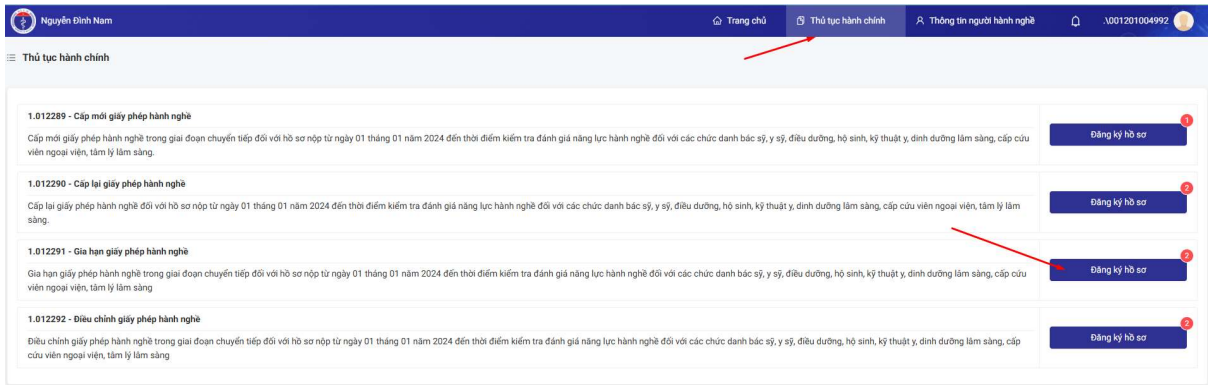 Nguyễn Đình Nam
Trang chủ
Thủ tục hành chính
Thông tin người hành nghề
.\001201004992
Thủ tục hành chính
1.012289 - Cấp mới giấy phép hành nghề
Cấp mới giấy phép hành nghề trong giai đoạn chuyển tiếp đối với hồ sơ nộp từ ngày 01 tháng 01 năm 2024 đến thời điểm kiểm tra đánh giá năng lực hành nghề đối với các chức danh bác sỹ, y sỹ, điều dưỡng, hộ sinh, kỹ thuật y, dinh dưỡng lâm sàng, cấp cứu
viên ngoại viện, tâm lý lâm sàng.
1
Đăng ký hồ sơ
1.012290 - Cấp lại giấy phép hành nghề
Cấp lại giấy phép hành nghề đối với hồ sơ nộp từ ngày 01 tháng 01 năm 2024 đến thời điểm kiểm tra đánh giá năng lực hành nghề đối với các chức danh bác sỹ, y sỹ, điều dưỡng, hộ sinh, kỹ thuật y, dinh dưỡng lâm sàng, cấp cứu viên ngoại viện, tâm lý lâm
sàng.
2
Đăng ký hồ sơ
1.012291 - Gia hạn giấy phép hành nghề
Gia hạn giấy phép hành nghề trong giai đoạn chuyển tiếp đối với hồ sơ nộp từ ngày 01 tháng 01 năm 2024 đến thời điểm kiểm tra đánh giá năng lực hành nghề đối với các chức danh bác sỹ, y sỹ, điều dưỡng, hộ sinh, kỹ thuật y, dinh dưỡng lâm sàng, cấp cứu
viên ngoại viện, tâm lý lâm sàng
2
Đăng ký hồ sơ
1.012292 - Điều chỉnh giấy phép hành nghề
Điều chỉnh giấy phép hành nghề trong giai đoạn chuyển tiếp đối với hồ sơ nộp từ ngày 01 tháng 01 năm 2024 đến thời điểm kiểm tra đánh giá năng lực hành nghề đối với các chức danh bác sỹ, y sỹ, điều dưỡng, hộ sinh, kỹ thuật y, dinh dưỡng lâm sàng, cấp
cứu viên ngoại viện, tâm lý lâm sàng
2
Đăng ký hồ sơ